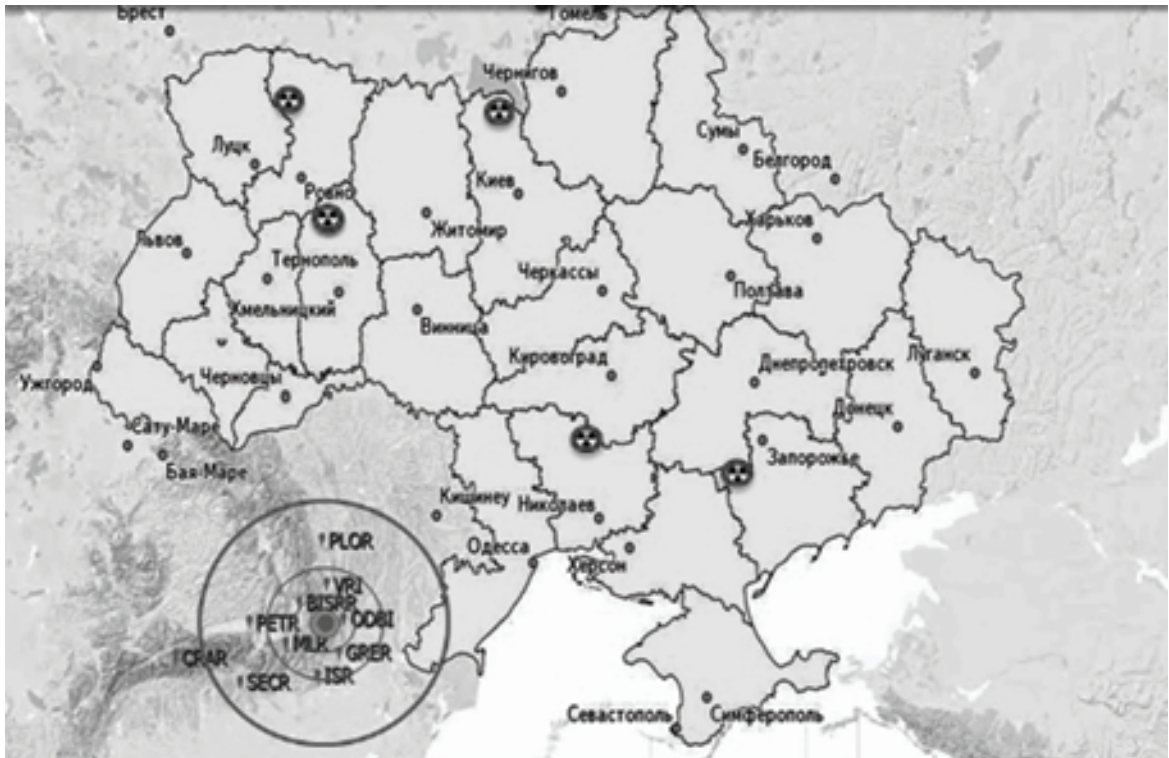 Брест
Гомель
Чернигов
Сумы
Белгород
Луцк
Ровно
Киев
Житомир
Харьков
Львов
Тернополь
Черкассы
Полтава
Хмельницкий
Винница
Кировоград
Днепропетровск
Луганск
Ужгород
Черновцы
Донецк
Сату-Маре
Бая-Маре
Запорожье
Кишинеу
Николаев
Одесса
Херсон
PLOR
VRI
BISRR
PETR
ODBI
MLR
GRER
CFAR
SECR
ISR
Севастополь
Симферополь